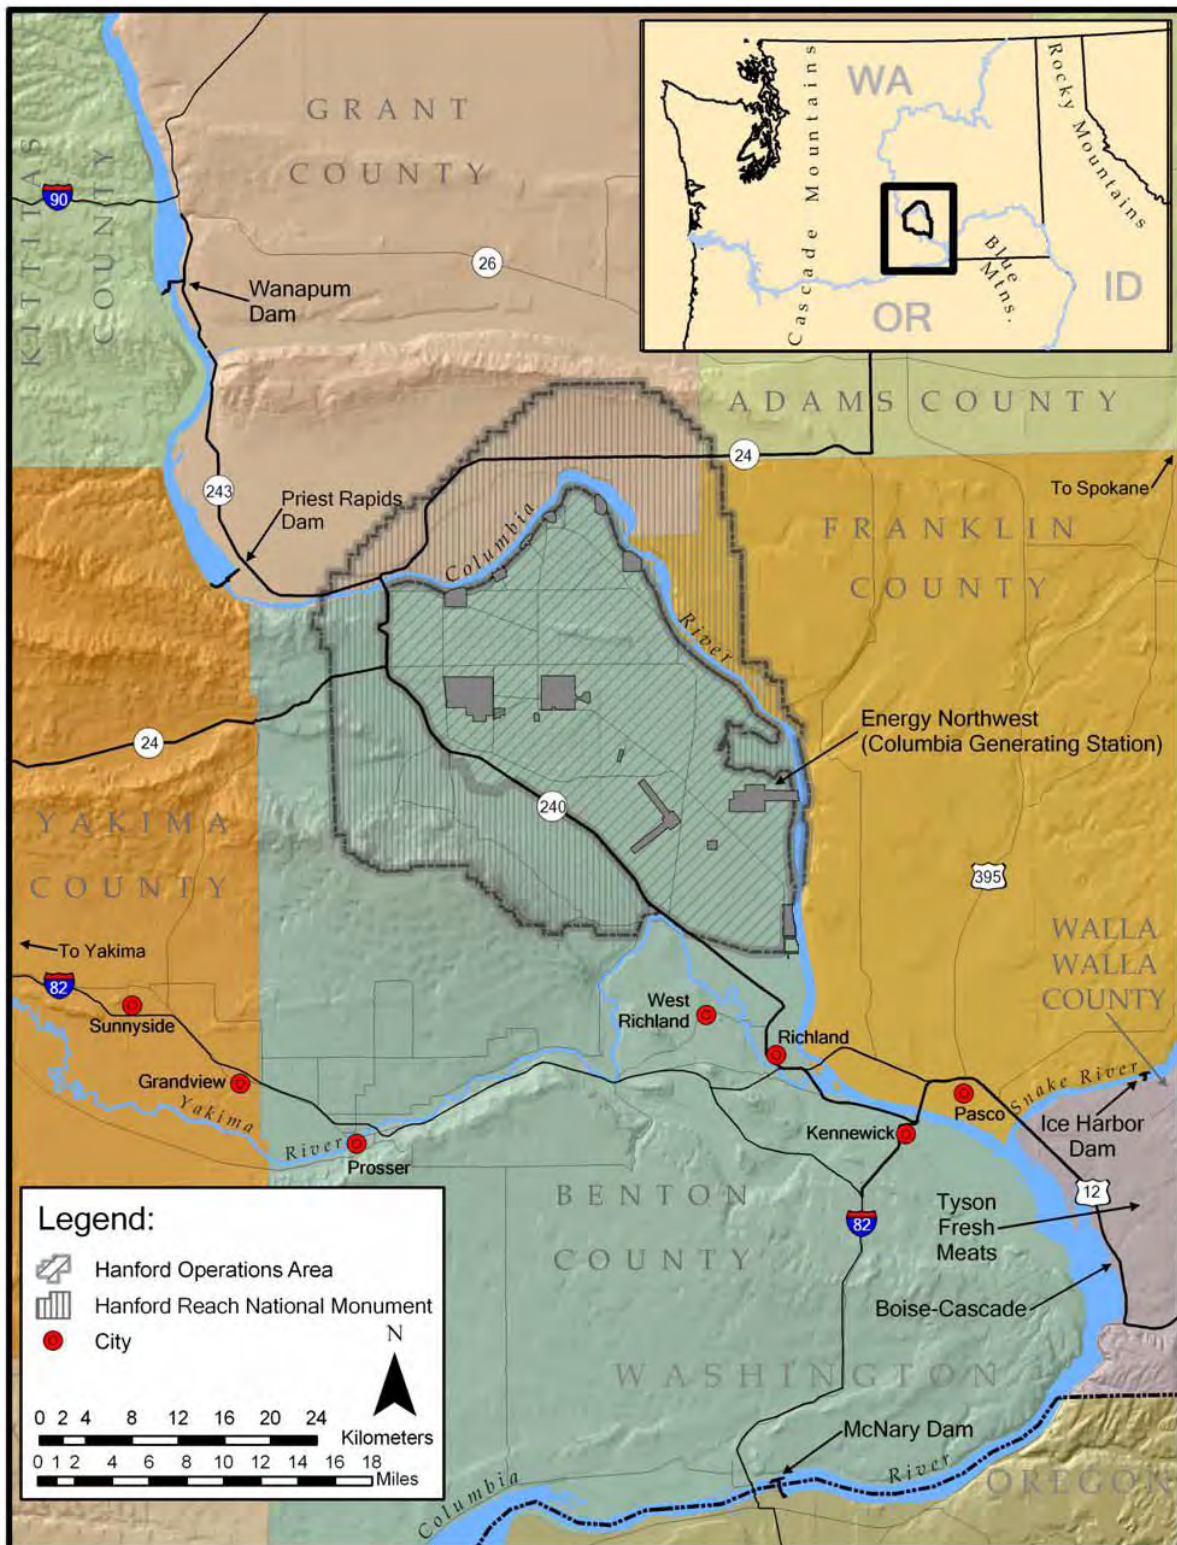 GRANT
COUNTY
KITTITAS
COUNTY
90
26
Wanapum
Dam
WA
OR
ID
Cascade Mountains
Rocky Mountains
Blue
Mtns.
ADAMS COUNTY
24
To Spokane
243
Priest Rapids
Dam
Columbia
River
FRANKLIN
COUNTY
Energy Northwest
(Columbia Generating Station)
24
240
YAKIMA
COUNTY
395
To Yakima
82
Sunnyside
Grandview
Yakima
River
Prosser
West
Richland
Richland
WALLA
WALLA
COUNTY
Snake River
Pasco
Kennewick
Ice Harbor
Dam
12
Tyson
Fresh
Meats
BENTON
COUNTY
82
Boise-Cascade
WASHINGTON
McNary Dam
Columbia
River
OREGON
Legend:
Hanford Operations Area
Hanford Reach National Monument
City
N
0 2 4 8 12 16 20 24
Kilometers
0 1 2 4 6 8 10 12 14 16 18
Miles